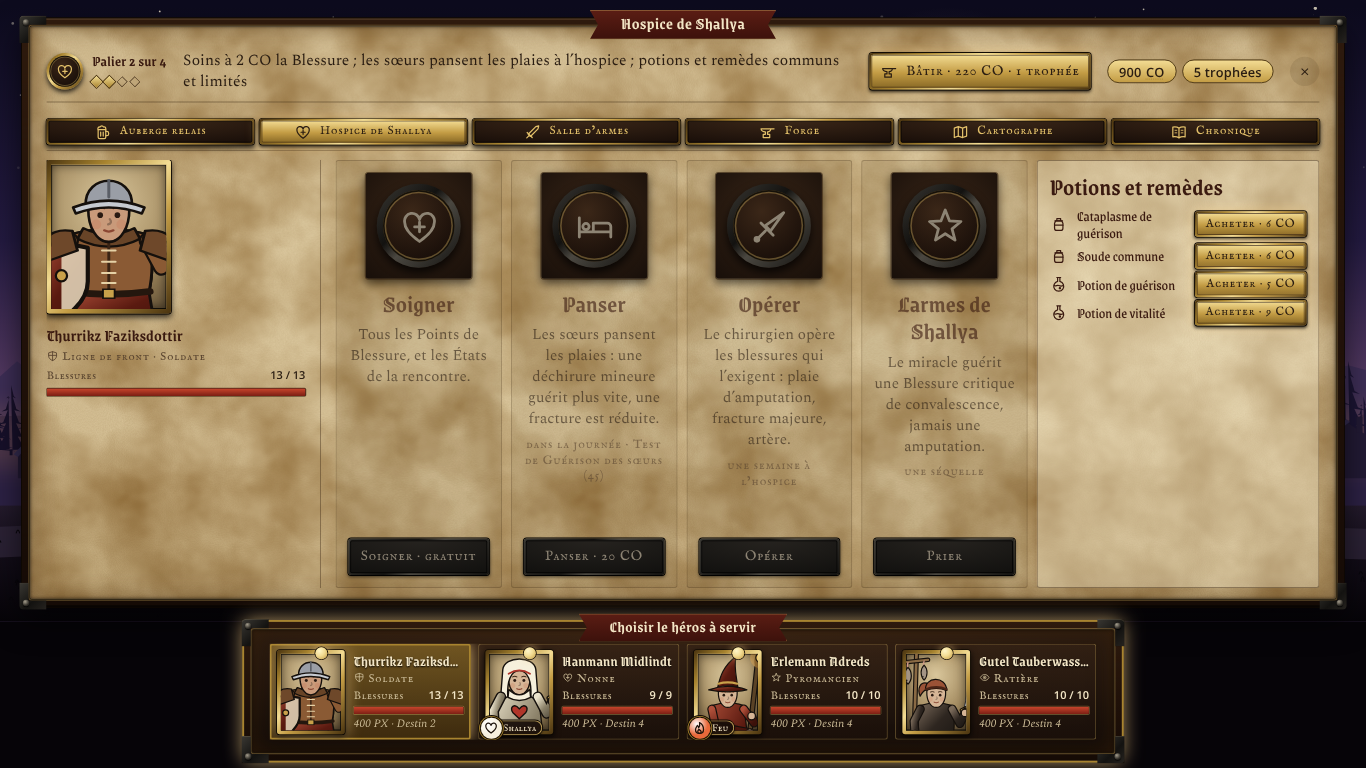 Hospice de Shallya
Palier 2 sur 4
Soins à 2 CO la Blessure ; les sœurs pansent les plaies à l'hospice ; potions et remèdes communs
et limités
Bâtir · 220 CO · 1 trophée
900 CO
5 trophées
×
Auberge relais
Hospice de Shallya
Salle d'armes
Forge
Cartographe
Chronique
Thurrikz Faziksdottir
Ligne de front · Soldate
Blessures 13 / 13
Soigner
Tous les Points de
Blessure, et les États
de la rencontre.
Soigner · gratuit
Panser
Les sœurs pansent
les plaies : une
déchirure mineure
guérit plus vite, une
fracture est réduite.
dans la journée · Test
de Guérison des sœurs
(45)
Panser · 20 CO
Opérer
Le chirurgien opère
les blessures qui
l'exigent : plaie
d'amputation,
fracture majeure,
artère.
une semaine à
l'hospice
Opérer
Larmes de
Shallya
Le miracle guérit
une Blessure critique
de convalescence,
jamais une
amputation.
une séquelle
Prier
Potions et remèdes
Cataplasme de
guérison
Acheter · 6 CO
Soude commune
Acheter · 6 CO
Potion de guérison
Acheter · 5 CO
Potion de vitalité
Acheter · 9 CO
Choisir le héros à servir
Thurrikz Faziksd...
Soldate
Blessures 13 / 13
400 PX · Destin 2
Hanmann Midlindt
Nonne
Blessures 9 / 9
400 PX · Destin 4
Shallya
Erlemann Adreds
Pyromancien
Blessures 10 / 10
400 PX · Destin 4
Feu
Gutel Tauberwass...
Ratière
Blessures 10 / 10
400 PX · Destin 4